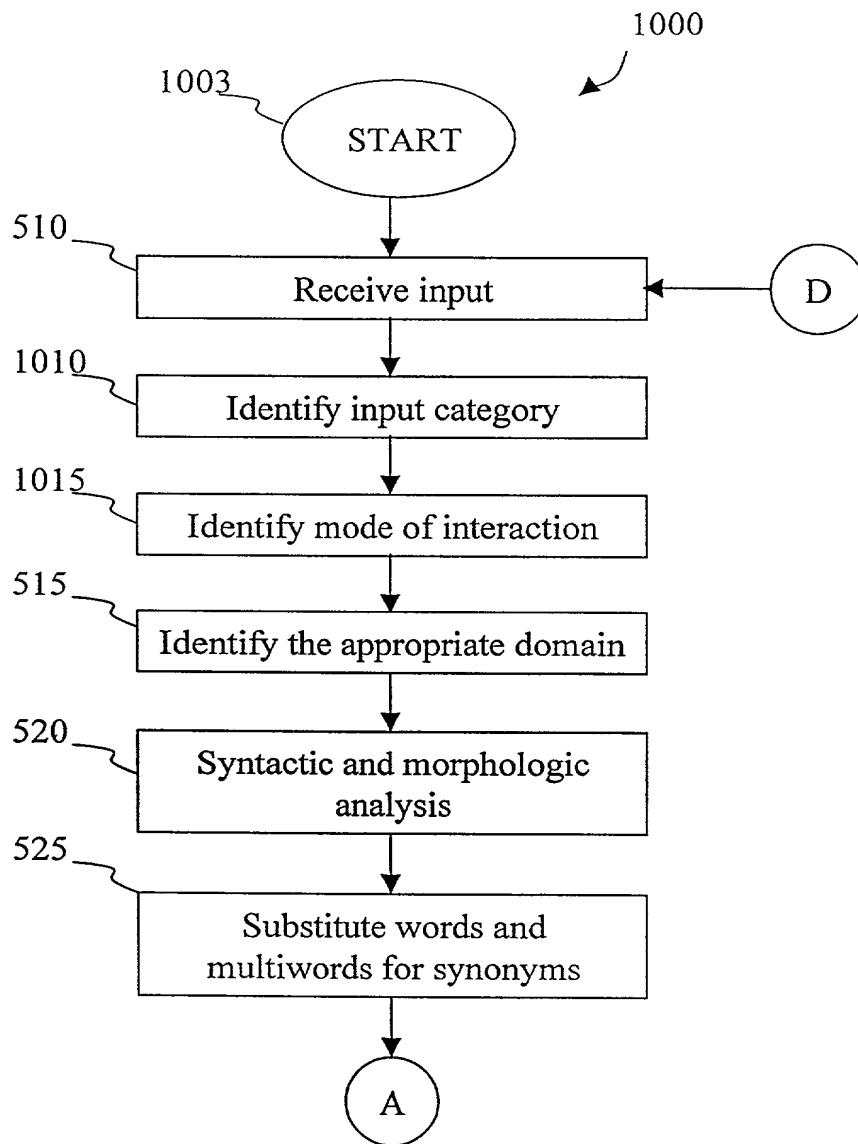 1000
1003
START
510
Receive input
D
1010
Identify input category
1015
Identify mode of interaction
515
Identify the appropriate domain
520
Syntactic and morphologic
analysis
525
Substitute words and
multiwords for synonyms
A